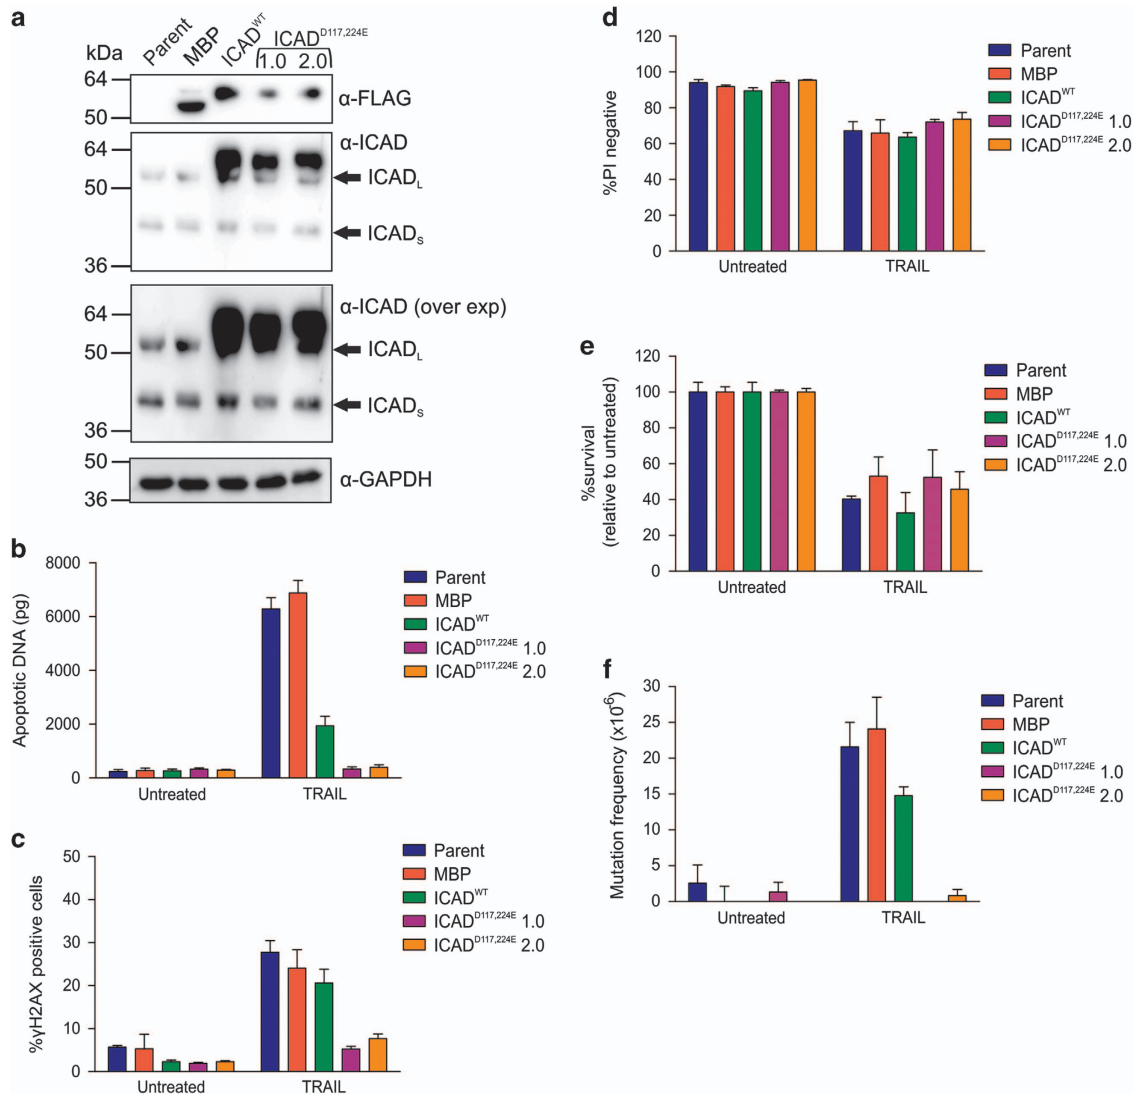 a
kDa
Parent
MBP
ICAD^WT
ICAD^D117,224E
1.0 2.0
64
50
α-FLAG
64
50
36
α-ICAD
ICAD_L
ICAD_S
64
50
36
α-ICAD (over exp)
ICAD_L
ICAD_S
50
36
α-GAPDH
b
Apoptotic DNA (pg)
8000
6000
4000
2000
0
Untreated TRAIL
Parent
MBP
ICAD^WT
ICAD^D117,224E 1.0
ICAD^D117,224E 2.0
c
%γH2AX positive cells
50
40
30
20
10
0
Untreated TRAIL
Parent
MBP
ICAD^WT
ICAD^D117,224E 1.0
ICAD^D117,224E 2.0
d
%PI negative
120
100
80
60
40
20
0
Untreated TRAIL
Parent
MBP
ICAD^WT
ICAD^D117,224E 1.0
ICAD^D117,224E 2.0
e
%survival
(relative to untreated)
120
100
80
60
40
20
0
Untreated TRAIL
Parent
MBP
ICAD^WT
ICAD^D117,224E 1.0
ICAD^D117,224E 2.0
f
Mutation frequency (x10^-6)
30
25
20
15
10
5
0
Untreated TRAIL
Parent
MBP
ICAD^WT
ICAD^D117,224E 1.0
ICAD^D117,224E 2.0